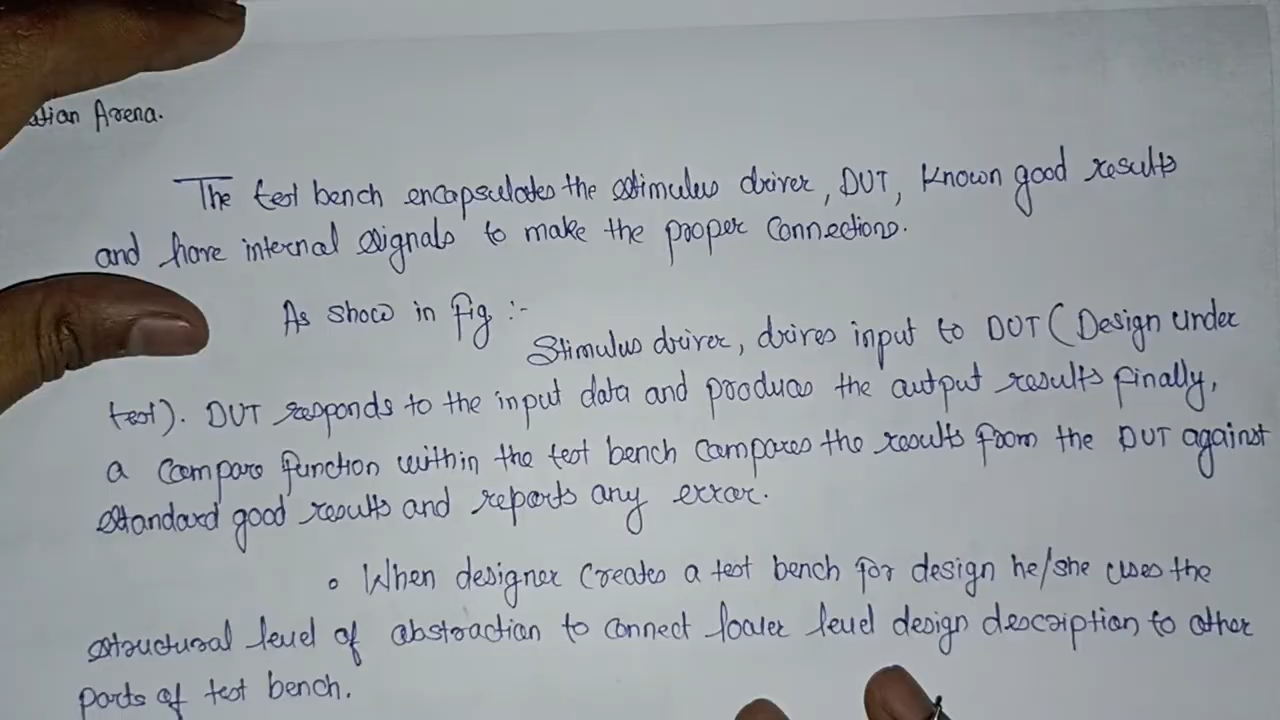 Arena.
The test bench encapsulates the stimulus driver, DUT, Known good results
and have internal signals to make the proper Connections.
As show in fig :-
Stimulus driver, drives input to DUT ( Design under
test). DUT responds to the input data and produces the output results finally,
a compare function within the test bench compares the results from the DUT against
standard good results and reports any error.
• When designer creates a test bench for design he/she uses the
structural level of abstraction to connect lower level design description to other
parts of test bench.